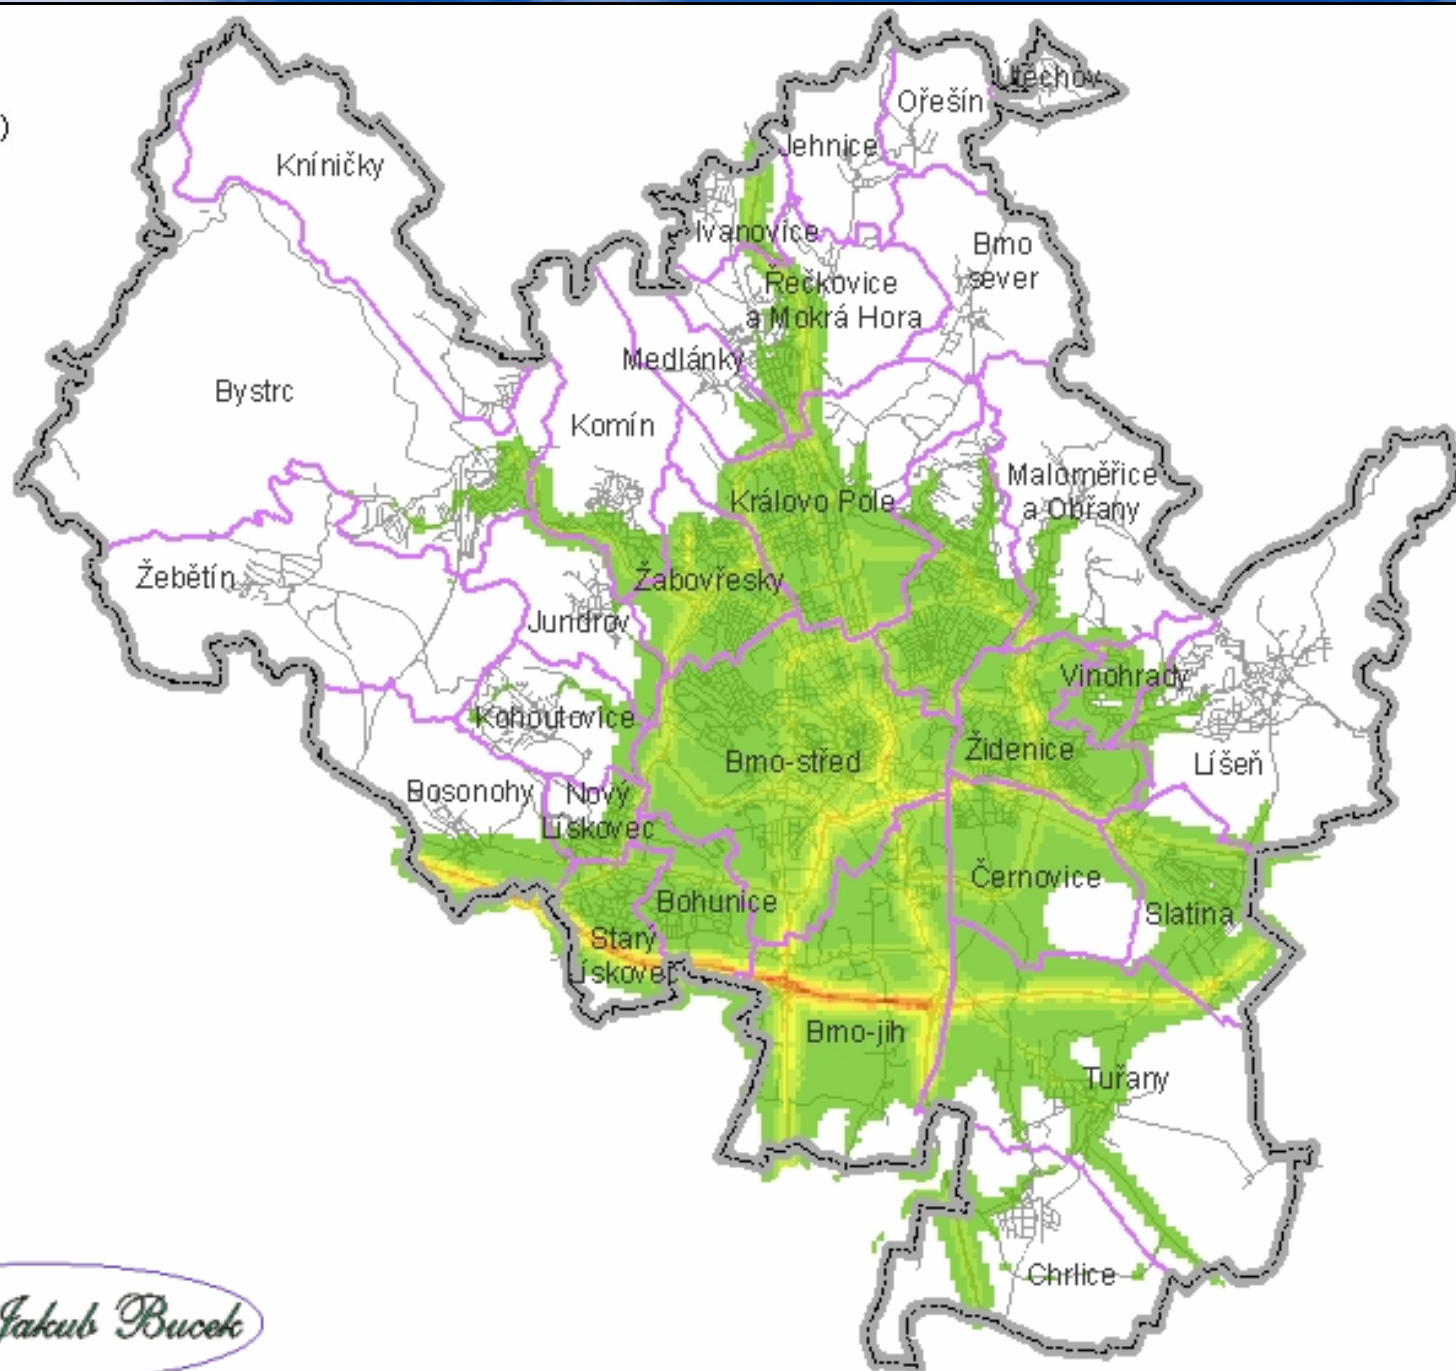 )
Útěchov
Ořešín
Jehnice
Kníničky
Ivanovice
Brno
sever
Řečkovice
a Mokrá Hora
Medlánky
Bystrc
Komín
Maloměřice
a Obřany
Královo Pole
Žebětín
Žabovřesky
Jundrov
Vinohrady
Kohoutovice
Židenice
Brno-střed
Líšeň
Bosonohy
Nový
Lískovec
Černovice
Bohunice
Slatina
Starý
Lískovec
Brno-jih
Tuřany
Chrlice
Jakub Bucek